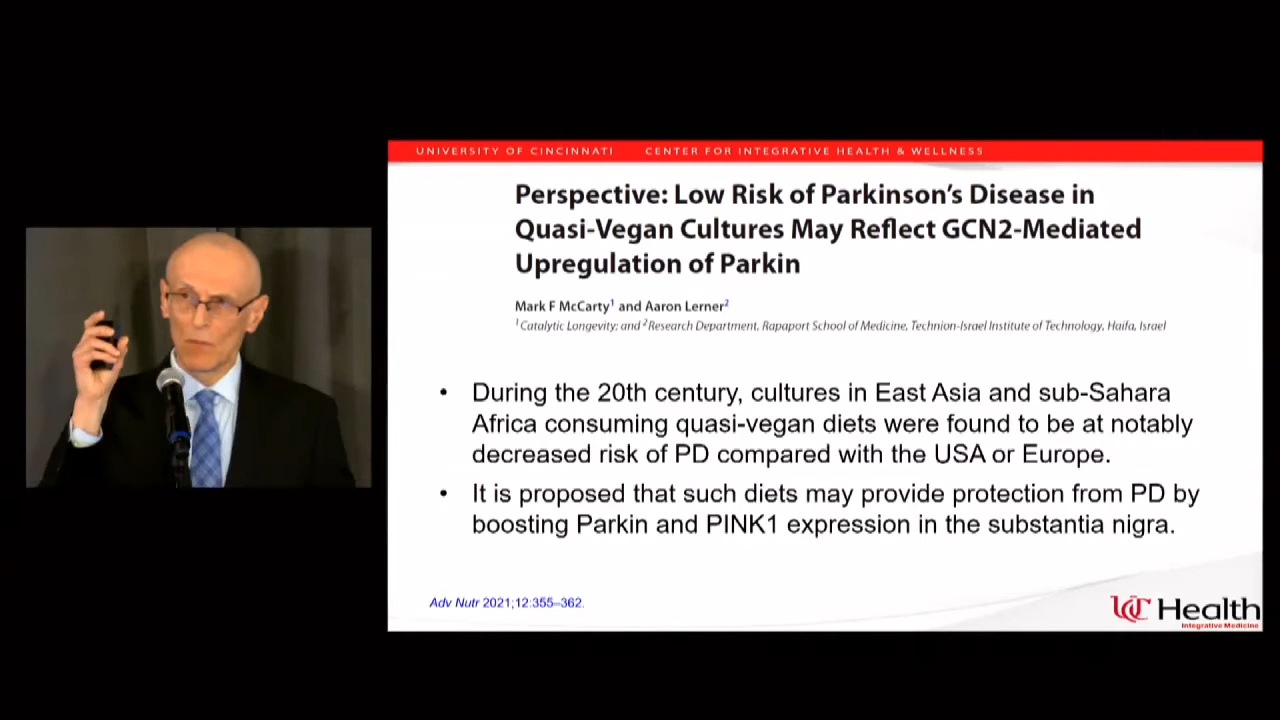 UNIVERSITY OF CINCINNATI CENTER FOR INTEGRATIVE HEALTH & WELLNESS
Perspective: Low Risk of Parkinson's Disease in
Quasi-Vegan Cultures May Reflect GCN2-Mediated
Upregulation of Parkin
Mark F McCarty1 and Aaron Lerner2
1Catalytic Longevity; and 2Research Department, Rapaport School of Medicine, Technion-Israel Institute of Technology, Haifa, Israel
• During the 20th century, cultures in East Asia and sub-Sahara
Africa consuming quasi-vegan diets were found to be at notably
decreased risk of PD compared with the USA or Europe.
• It is proposed that such diets may provide protection from PD by
boosting Parkin and PINK1 expression in the substantia nigra.
Adv Nutr 2021;12:355–362.
UC Health
Integrative Medicine